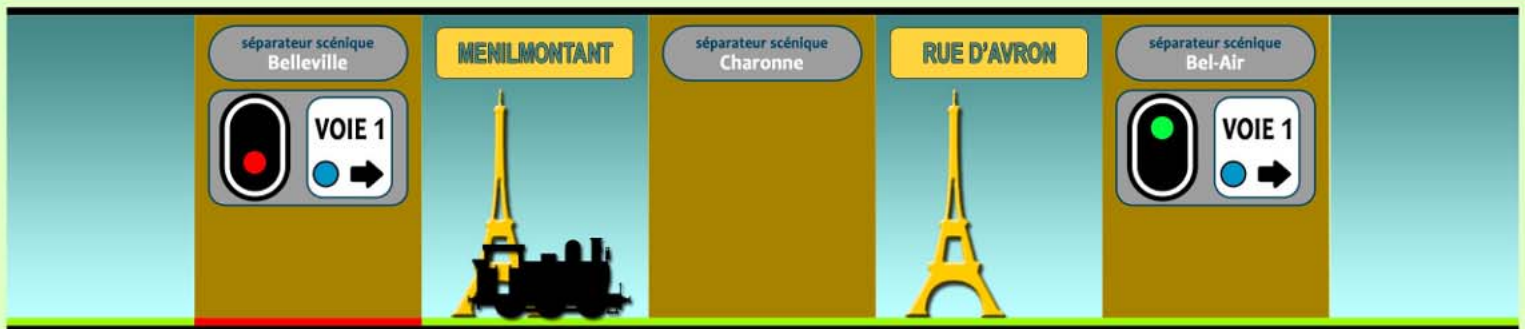 séparateur scénique
Belleville
VOIE 1
MENILMONTANT
séparateur scénique
Charonne
RUE D'AVRON
séparateur scénique
Bel-Air
VOIE 1